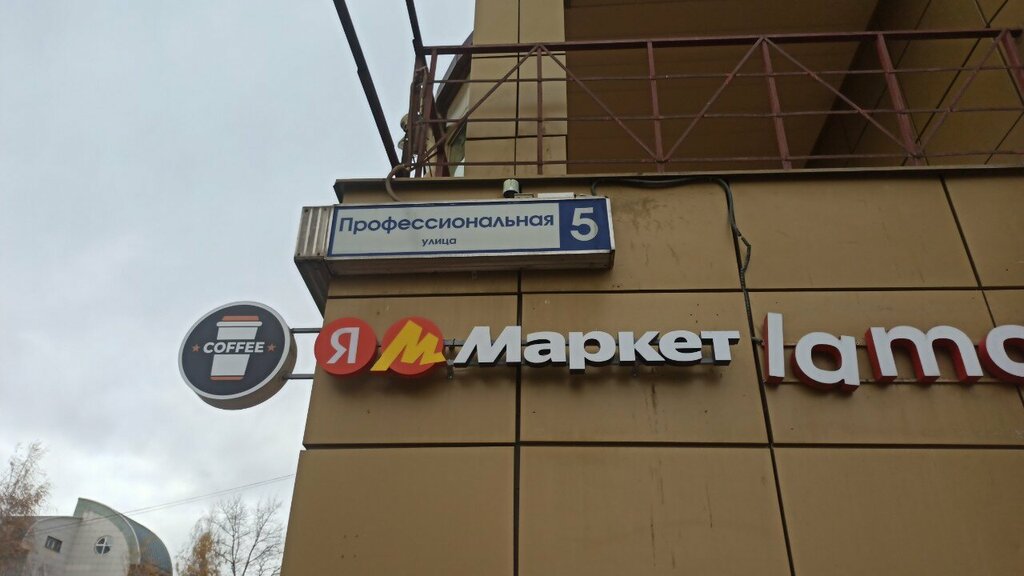 Профессиональная
улица
5
COFFEE
Я М Маркет
lamo